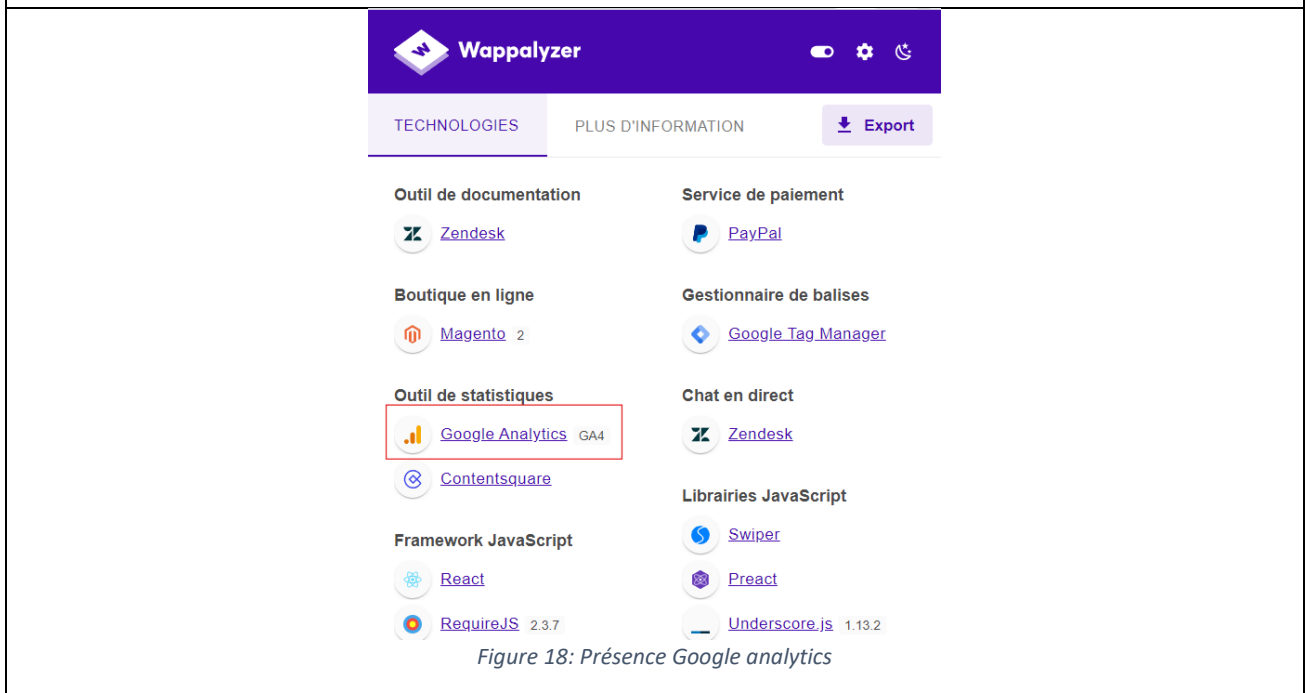 Wappalyzer
TECHNOLOGIES
PLUS D'INFORMATION
Export
Outil de documentation
Zendesk
Boutique en ligne
Magento 2
Outil de statistiques
Google Analytics GA4
Contentsquare
Framework JavaScript
React
RequireJS 2.3.7
Service de paiement
PayPal
Gestionnaire de balises
Google Tag Manager
Chat en direct
Zendesk
Librairies JavaScript
Swiper
Preact
Underscore.js 1.13.2
Figure 18: Présence Google analytics